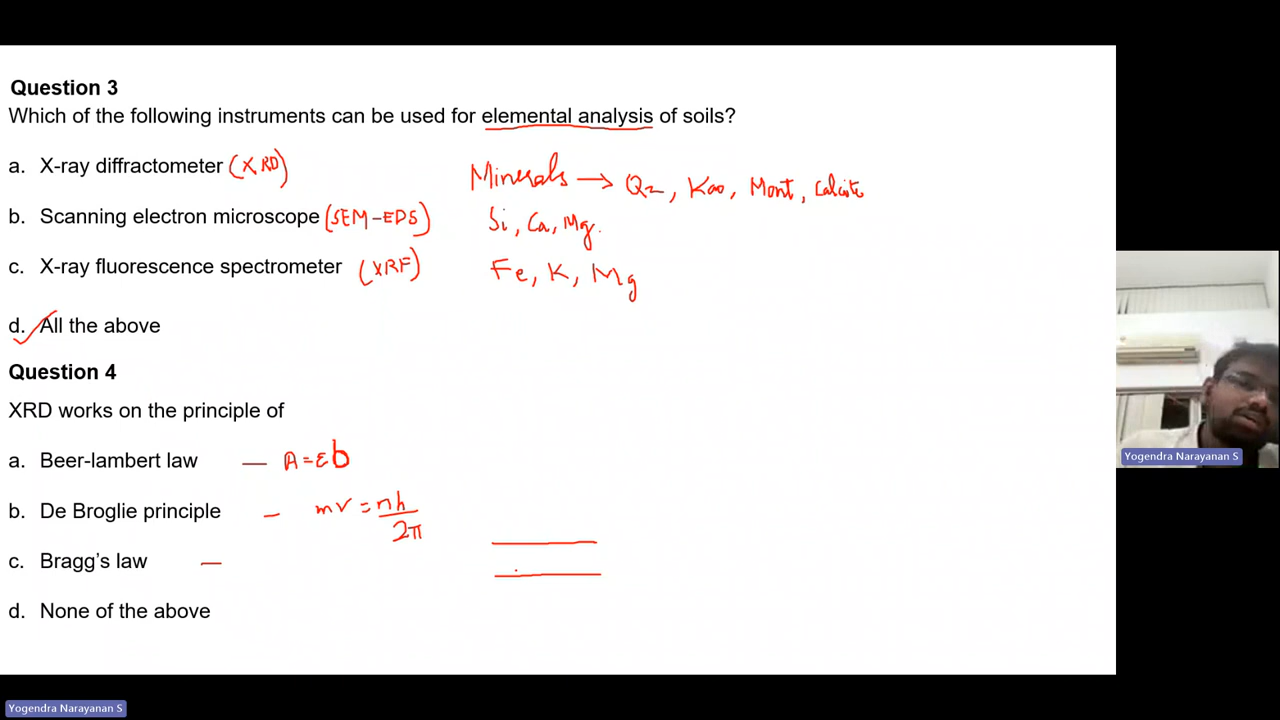 Question 3
Which of the following instruments can be used for elemental analysis of soils?
a. X-ray diffractometer (XRD)
Minerals → Qz, Kao, Mont, Calcite
b. Scanning electron microscope (SEM-EDS)
Si, Ca, Mg.
c. X-ray fluorescence spectrometer (XRF)
Fe, K, Mg
d. All the above
Question 4
XRD works on the principle of
a. Beer-lambert law — A = εb
b. De Broglie principle – mv = nh/2π
c. Bragg's law —
d. None of the above
Yogendra Narayanan S
Yogendra Narayanan S